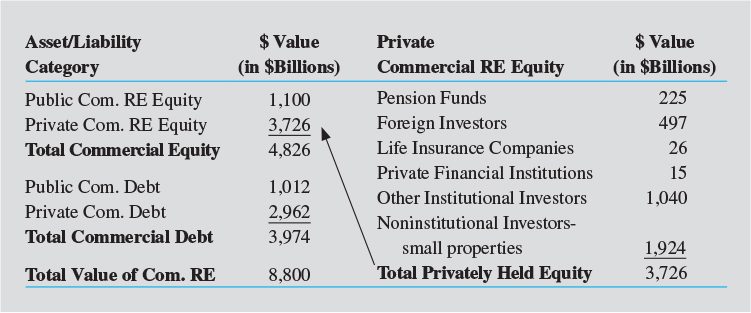 Asset/Liability $ Value Private $ Value
Category (in $Billions) Commercial RE Equity (in $Billions)
Public Com. RE Equity 1,100 Pension Funds 225
Private Com. RE Equity 3,726 Foreign Investors 497
Total Commercial Equity 4,826 Life Insurance Companies 26
Private Financial Institutions 15
Public Com. Debt 1,012
Other Institutional Investors 1,040
Private Com. Debt 2,962
Noninstitutional Investors-
Total Commercial Debt 3,974
small properties 1,924
Total Value of Com. RE 8,800 Total Privately Held Equity 3,726